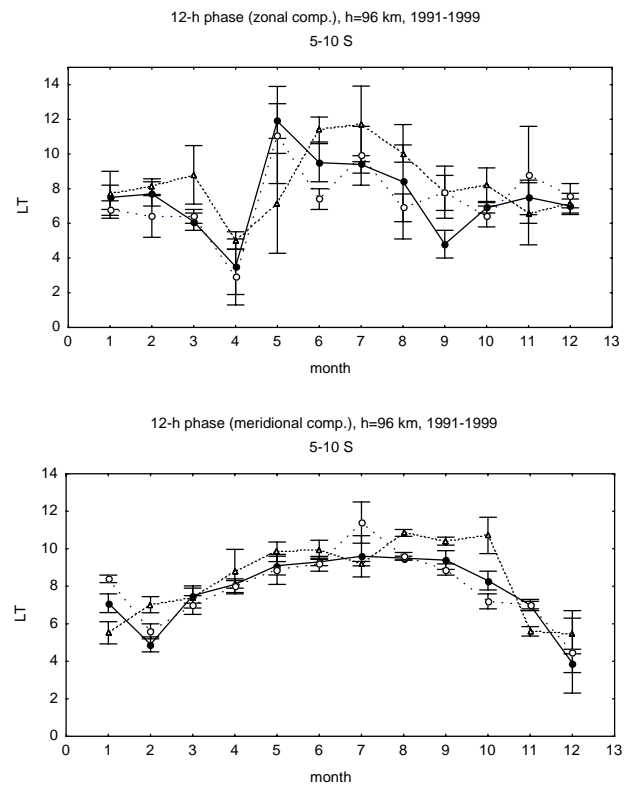 12-h phase (zonal comp.), h=96 km, 1991-1999
5-10 S
14
12
10
8
6
4
2
0
LT
0 1 2 3 4 5 6 7 8 9 10 11 12 13
month
12-h phase (meridional comp.), h=96 km, 1991-1999
5-10 S
14
12
10
8
6
4
2
0
LT
0 1 2 3 4 5 6 7 8 9 10 11 12 13
month